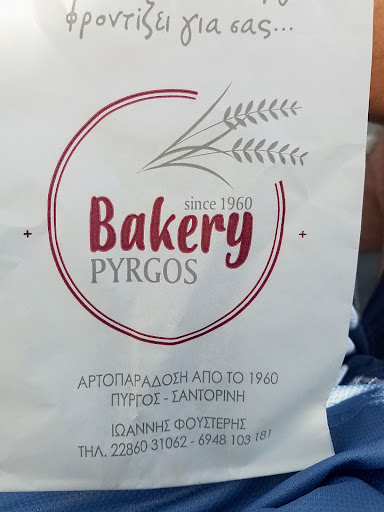 φροντίζει για σας...
since 1960
Bakery
PYRGOS
ΑΡΤΟΠΑΡΑΔΟΣΗ ΑΠΟ ΤΟ 1960
ΠΥΡΓΟΣ - ΣΑΝΤΟΡΙΝΗ
ΙΩΑΝΝΗΣ ΦΟΥΣΤΕΡΗΣ
ΤΗΛ. 22860 31062 - 6948 103 181